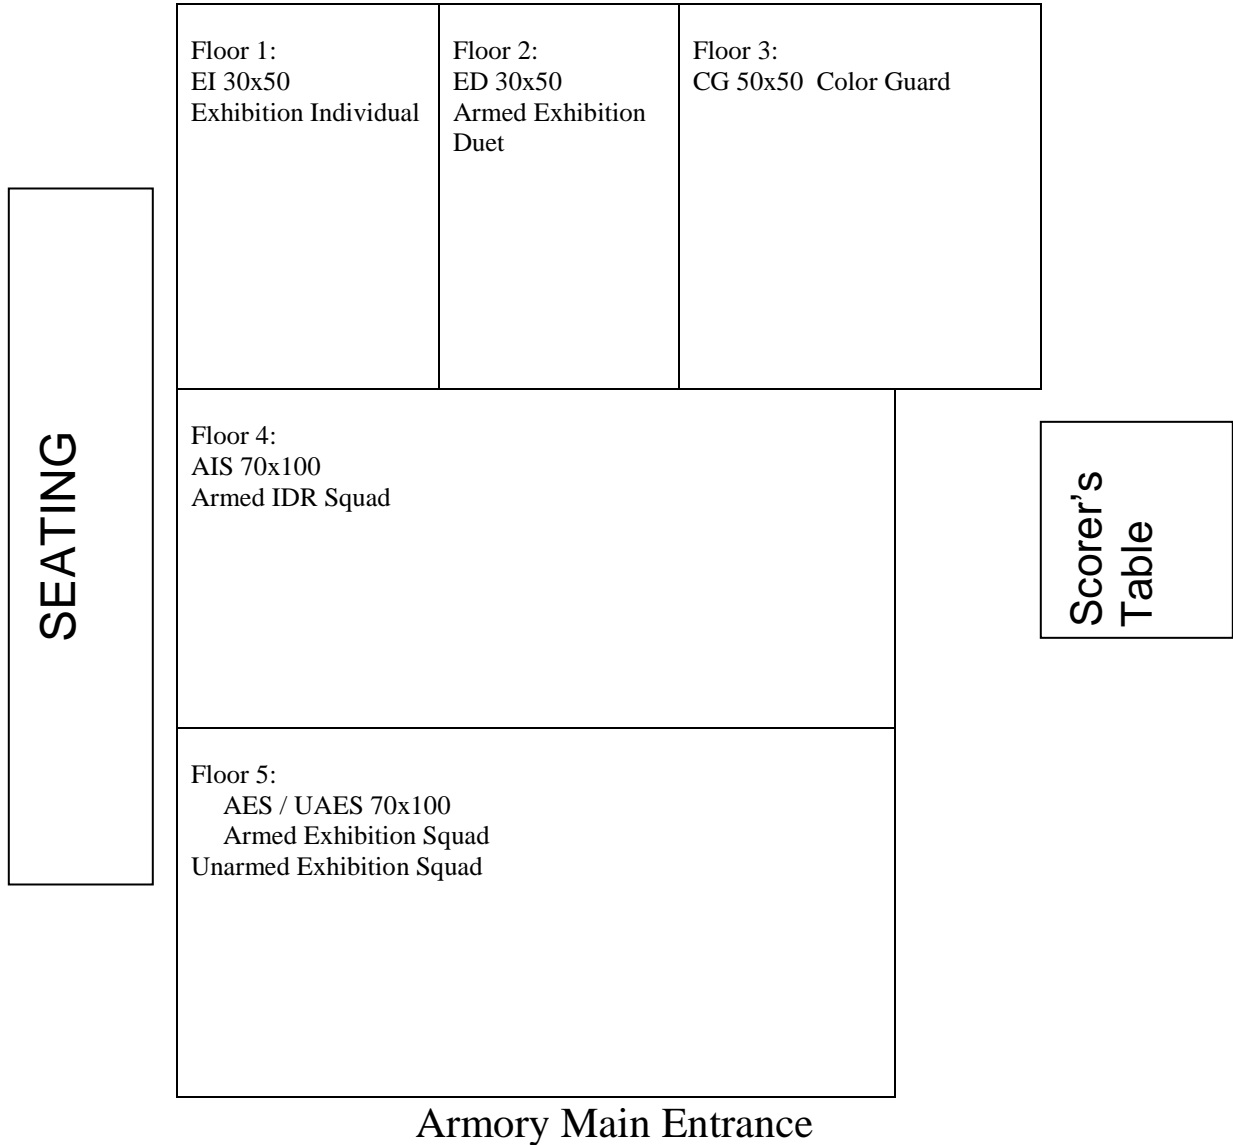 Floor 1:
EI 30x50
Exhibition Individual
Floor 2:
ED 30x50
Armed Exhibition
Duet
Floor 3:
CG 50x50  Color Guard
SEATING
Floor 4:
AIS 70x100
Armed IDR Squad
Scorer's
Table
Floor 5:
AES / UAES 70x100
Armed Exhibition Squad
Unarmed Exhibition Squad
Armory Main Entrance